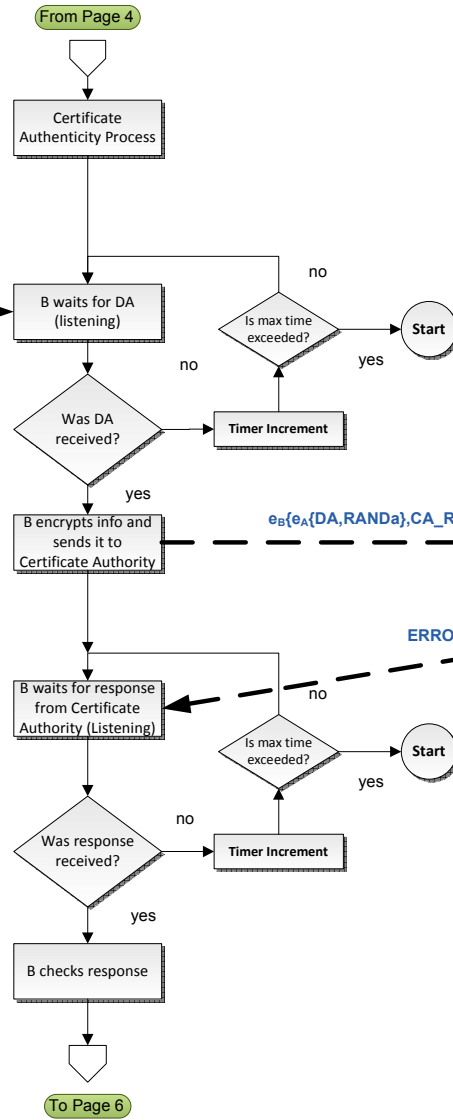 From Page 4
Certificate
Authenticity Process
no
B waits for DA
(listening)
Is max time
exceeded?
Start
no
yes
Was DA
received?
Timer Increment
yes
B encrypts info and
sends it to
Certificate Authority
eB{eA{DA,RANDa},CA_R
ERRO
B waits for response
from Certificate
Authority (Listening)
no
Is max time
exceeded?
Start
yes
no
Was response
received?
Timer Increment
yes
B checks response
To Page 6